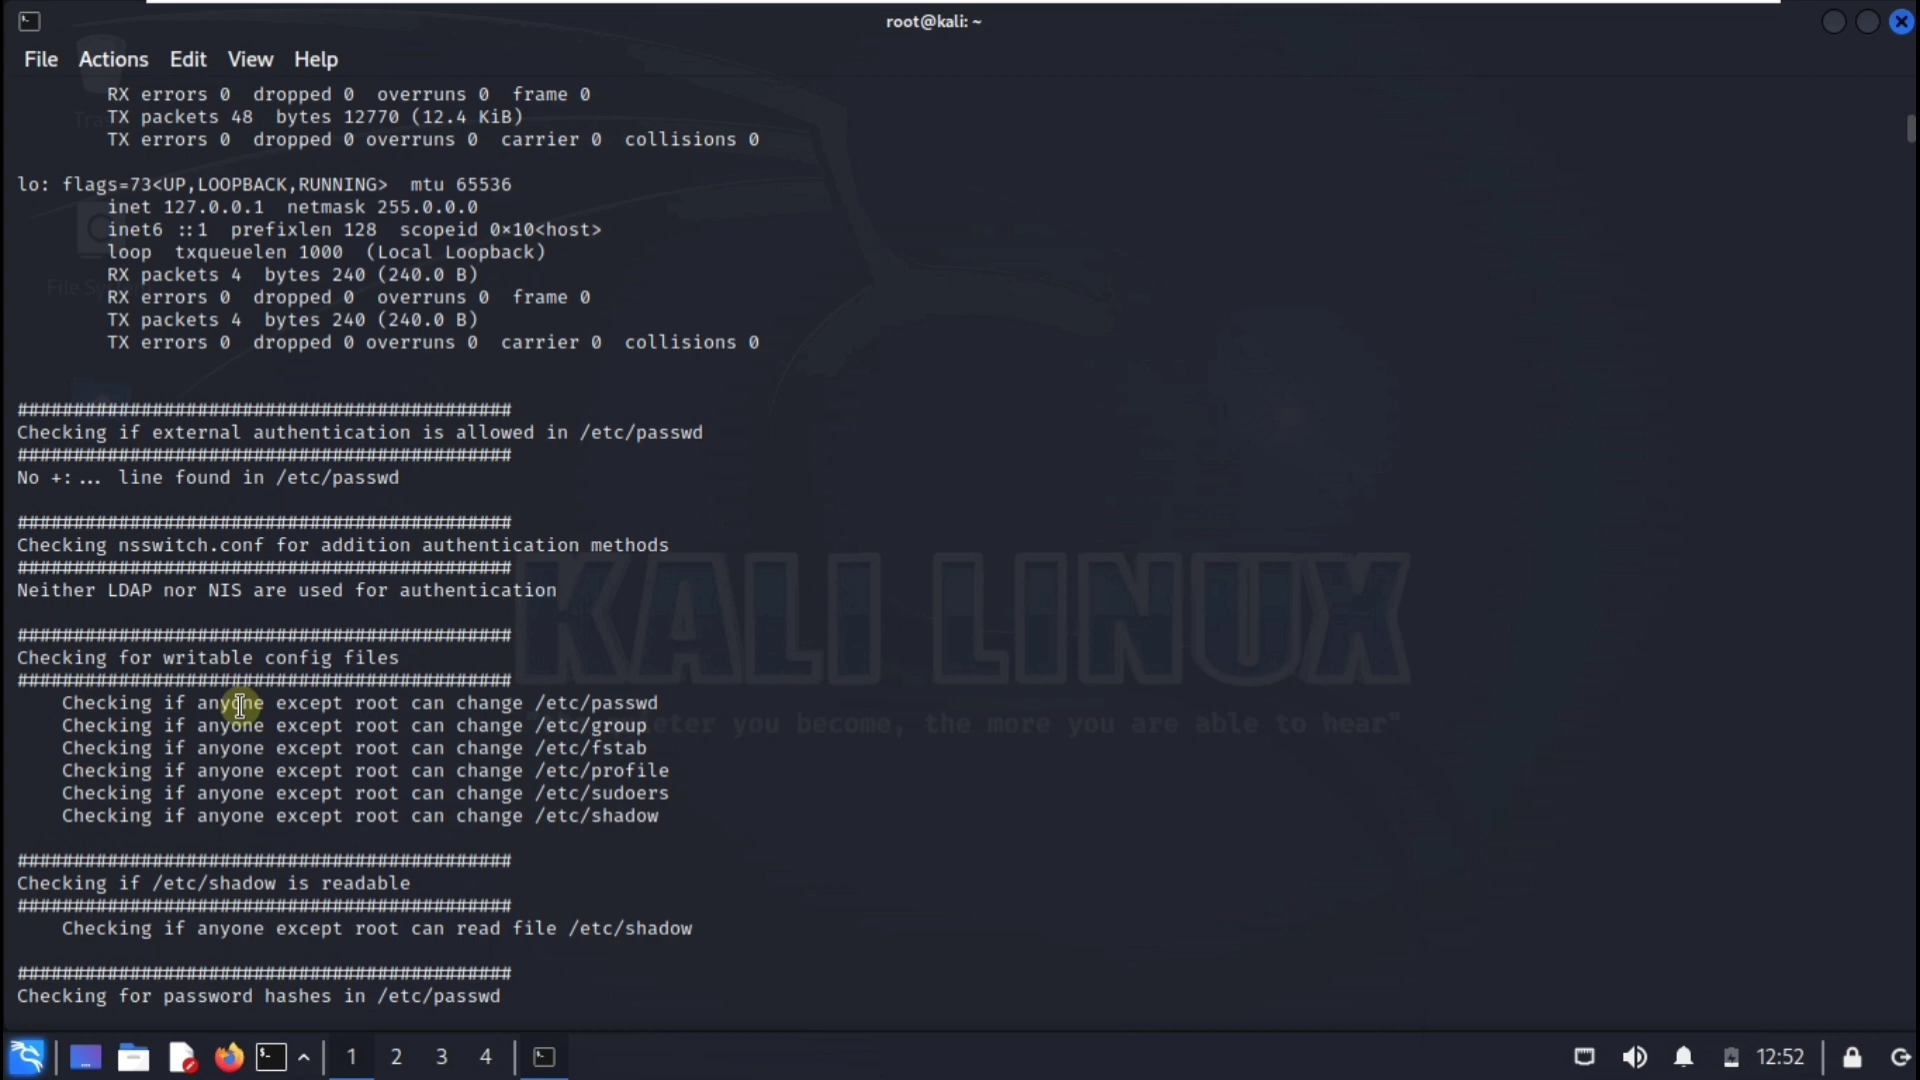 root@kali: ~
File Actions Edit View Help
RX errors 0 dropped 0 overruns 0 frame 0
TX packets 48 bytes 12770 (12.4 KiB)
TX errors 0 dropped 0 overruns 0 carrier 0 collisions 0
lo: flags=73<UP,LOOPBACK,RUNNING> mtu 65536
inet 127.0.0.1 netmask 255.0.0.0
inet6 ::1 prefixlen 128 scopeid 0×10<host>
loop txqueuelen 1000 (Local Loopback)
RX packets 4 bytes 240 (240.0 B)
RX errors 0 dropped 0 overruns 0 frame 0
TX packets 4 bytes 240 (240.0 B)
TX errors 0 dropped 0 overruns 0 carrier 0 collisions 0
############################################
Checking if external authentication is allowed in /etc/passwd
############################################
No +:... line found in /etc/passwd
############################################
Checking nsswitch.conf for addition authentication methods
############################################
Neither LDAP nor NIS are used for authentication
############################################
Checking for writable config files
############################################
Checking if anyone except root can change /etc/passwd
Checking if anyone except root can change /etc/group
Checking if anyone except root can change /etc/fstab
Checking if anyone except root can change /etc/profile
Checking if anyone except root can change /etc/sudoers
Checking if anyone except root can change /etc/shadow
############################################
Checking if /etc/shadow is readable
############################################
Checking if anyone except root can read file /etc/shadow
############################################
Checking for password hashes in /etc/passwd
KALI LINUX
you become, the more you are able to hear"
1 2 3 4
12:52